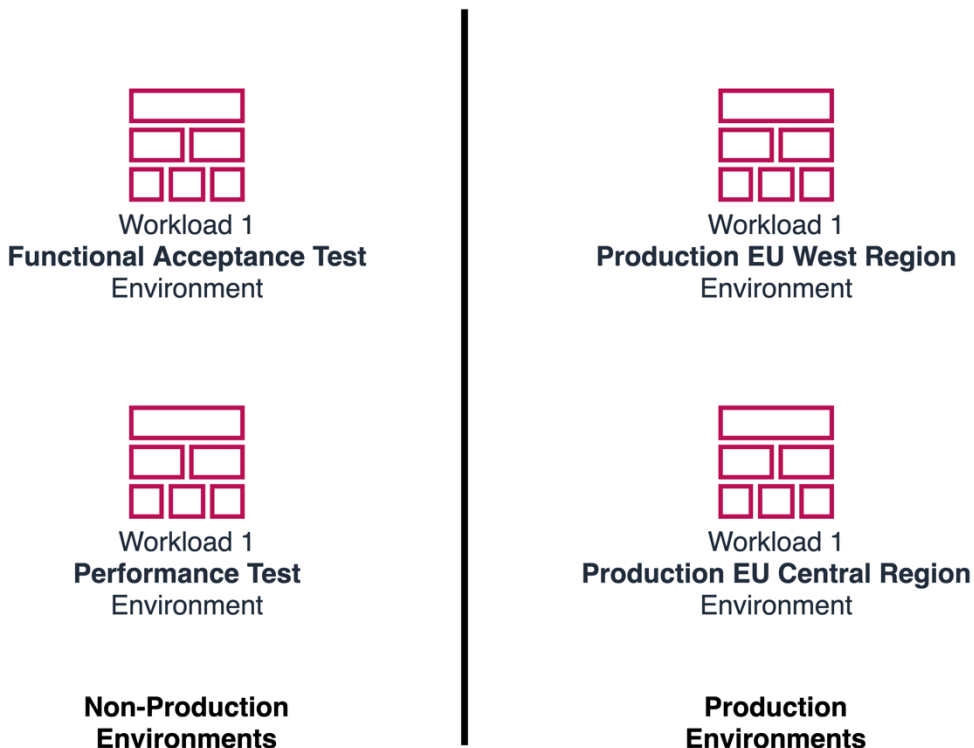 Workload 1
Functional Acceptance Test
Environment
Workload 1
Production EU West Region
Environment
Workload 1
Performance Test
Environment
Workload 1
Production EU Central Region
Environment
Non-Production
Environments
Production
Environments